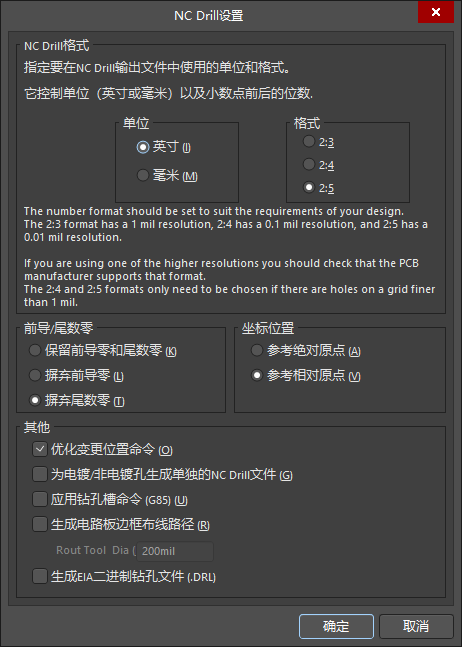 NC Drill设置
NC Drill格式
指定要在NC Drill输出文件中使用的单位和格式。
它控制单位（英寸或毫米）以及小数点前后的位数.
单位
英寸 (I)
毫米 (M)
格式
2:3
2:4
2:5
The number format should be set to suit the requirements of your design.
The 2:3 format has a 1 mil resolution, 2:4 has a 0.1 mil resolution, and 2:5 has a
0.01 mil resolution.
If you are using one of the higher resolutions you should check that the PCB
manufacturer supports that format.
The 2:4 and 2:5 formats only need to be chosen if there are holes on a grid finer
than 1 mil.
前导/尾数零
保留前导零和尾数零 (K)
摒弃前导零 (L)
摒弃尾数零 (T)
坐标位置
参考绝对原点 (A)
参考相对原点 (V)
其他
优化变更位置命令 (O)
为电镀/非电镀孔生成单独的NC Drill文件 (G)
应用钻孔槽命令 (G85) (U)
生成电路板边框布线路径 (R)
Rout Tool Dia [ 200mil
生成EIA二进制钻孔文件 (.DRL)
确定
取消